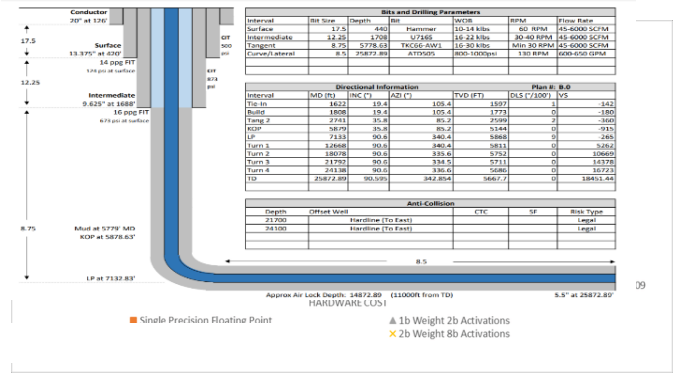 Conductor
20" at 126'
17.5
Surface
13.375" at 420'
14 ppg FIT
574 psi at surface
12.25
Intermediate
9.625" at 1688'
16 ppg FIT
673 psi at surface
8.75
Mud at 5779' MD
KOP at 5878.63'
LP at 7132.83'
Bits and Drilling Parameters
Interval Bit Size Depth Bit WOB RPM Flow Rate
Surface 17.5 440 Hammer 10-14 klbs 60 RPM 45-6000 SCFM
Intermediate 12.25 1708 U716S 12-22 klbs 30-40 RPM 45-6000 SCFM
Tangent 8.75 5778.63 TKC66-AW1 16-30 klbs Min 30 RPM 45-6000 SCFM
Curve/Lateral 8.5 25872.89 ATD505 800-1000psi 130 RPM 600-650 GPM
Directional Information Plan #: 8.0
Interval MD (ft) INC (°) AZI (°) TVD (FT) DLS (°/100') VS
Tie-In 1622 19.4 105.4 1597 1 -142
Build 1808 19.4 105.4 1773 0 -180
Tang 2 2741 35.8 85.2 2599 2 -360
KOP 5879 35.8 85.2 5144 0 -915
LP 7133 90.6 340.4 5868 9 -265
Turn 1 12668 90.6 340.4 5811 0 5262
Turn 2 18078 90.6 335.6 5752 0 10669
Turn 3 21792 90.6 334.5 5711 0 14378
Turn 4 24138 90.6 336.6 5686 0 16723
TD 25872.89 90.595 342.854 5667.7 0 18451.44
Anti-Collision
Depth Offset Well CTC SF Risk Type
21700 Hardline (To East) Legal
24100 Hardline (To East) Legal
8.5
Approx Air Lock Depth: 14872.89 (11000ft from TD) 5.5" at 25872.89'
09
HARDWARE COST
Single Precision Floating Point
1b Weight 2b Activations
2b Weight 8b Activations